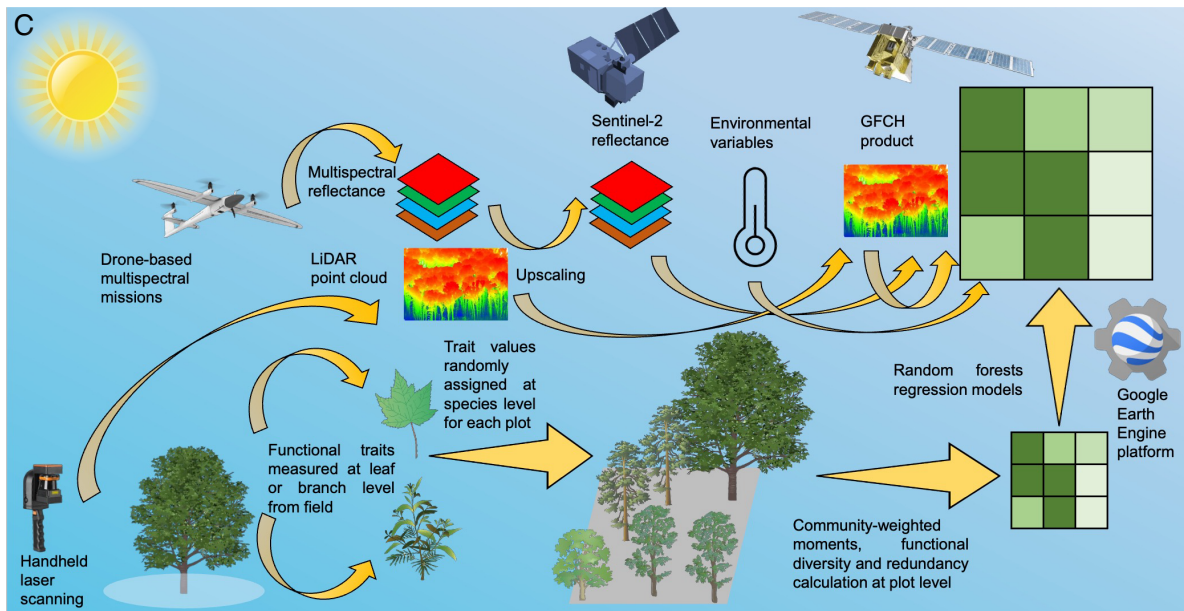 C
Sentinel-2
reflectance
Environmental
variables
GFCH
product
Multispectral
reflectance
Drone-based
multispectral
missions
LiDAR
point cloud
Upscaling
Trait values
randomly
assigned at
species level
for each plot
Random forests
regression models
Google
Earth
Engine
platform
Functional traits
measured at leaf
or branch level
from field
Handheld
laser
scanning
Community-weighted
moments, functional
diversity and redundancy
calculation at plot level